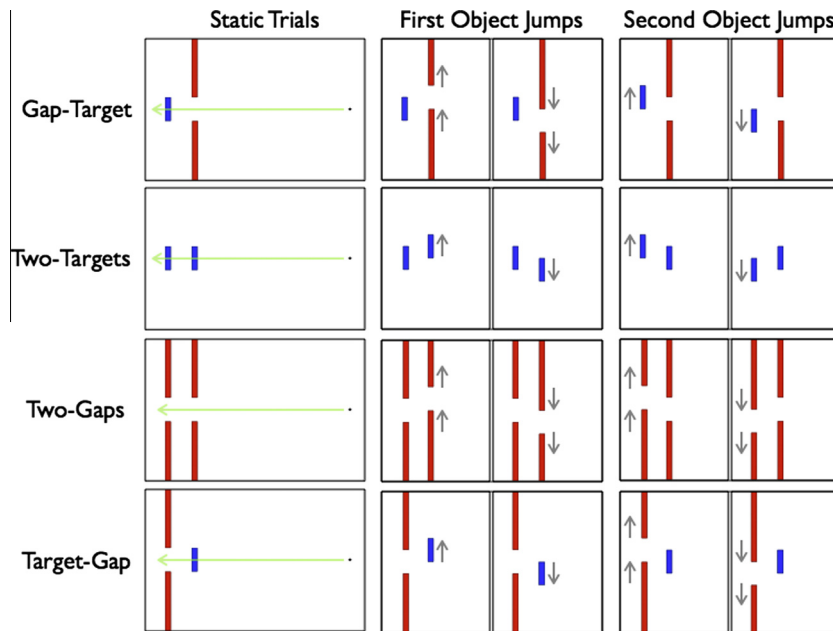 Static Trials First Object Jumps Second Object Jumps
Gap-Target
Two-Targets
Two-Gaps
Target-Gap